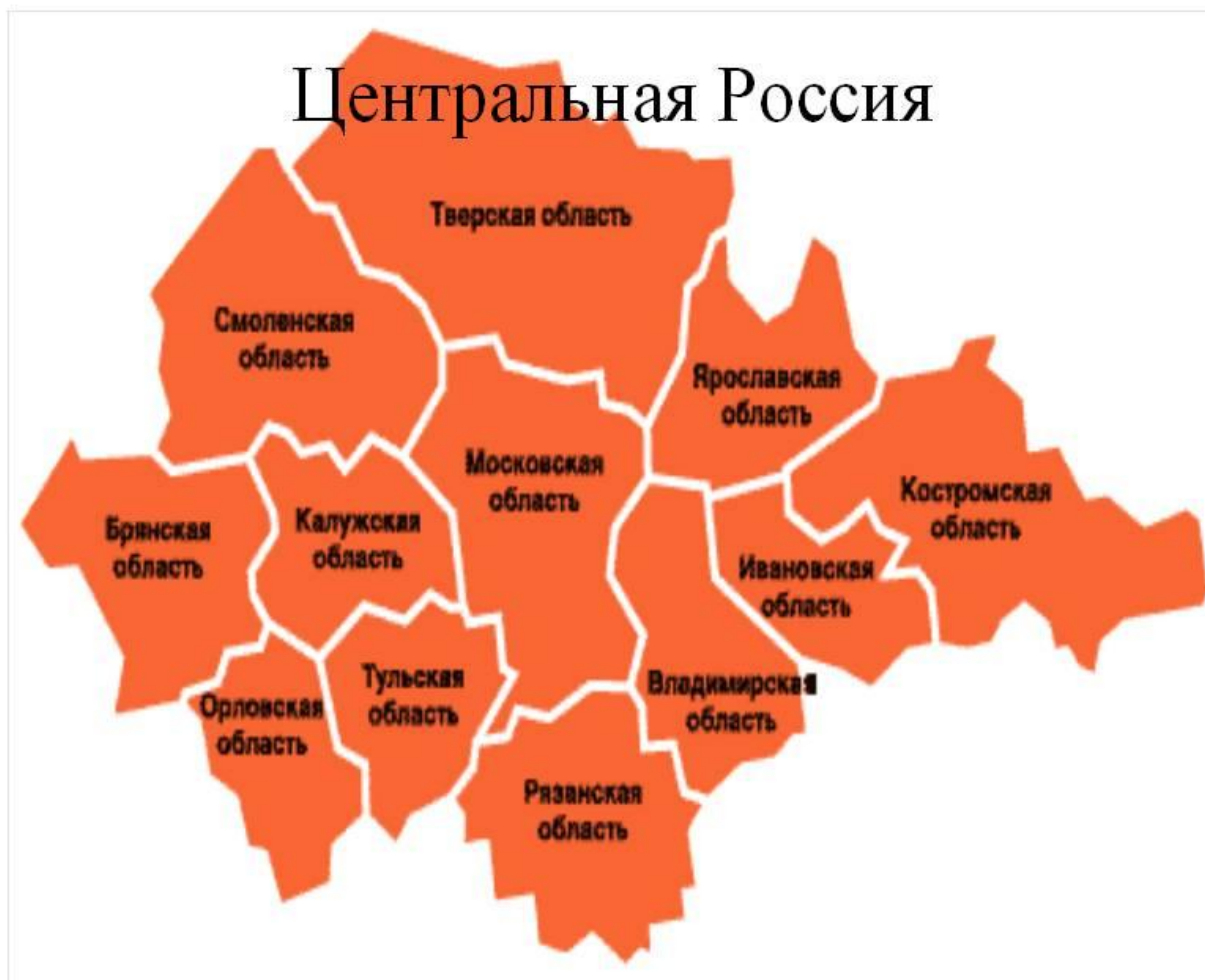 Центральная Россия
Тверская область
Смоленская
область
Ярославская
область
Московская
область
Костромская
область
Брянская
область
Калужская
область
Ивановская
область
Тульская
область
Владимирская
область
Орловская
область
Рязанская
область